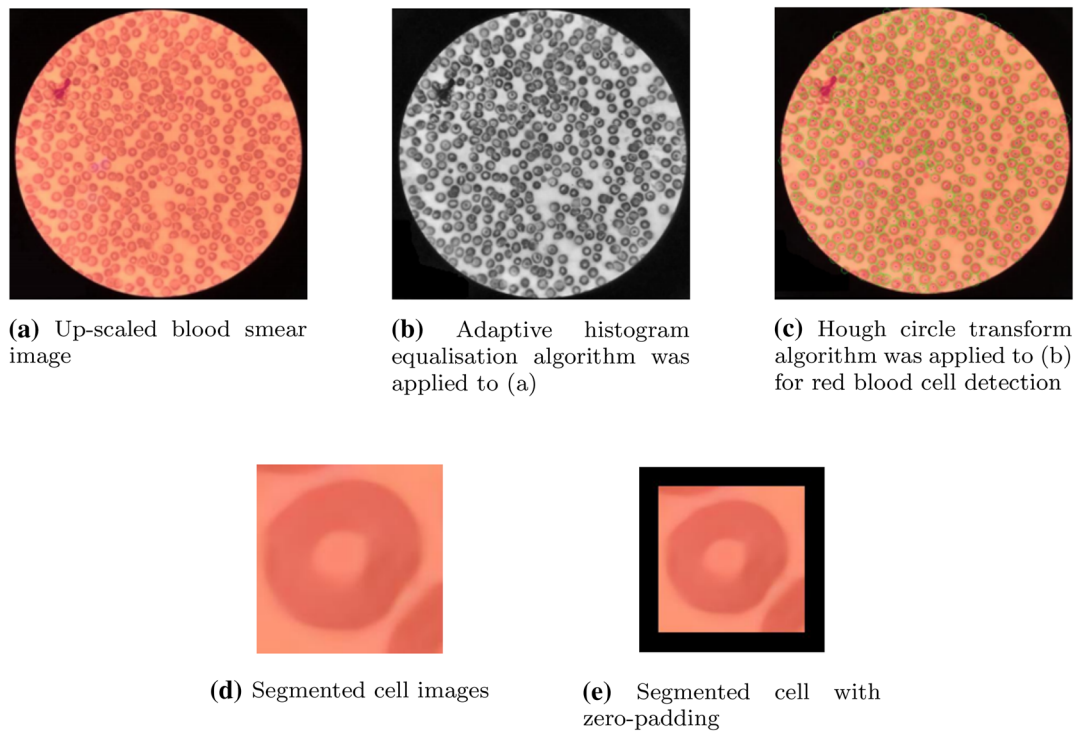 (a) Up-scaled blood smear
image
(b) Adaptive histogram
equalisation algorithm was
applied to (a)
(c) Hough circle transform
algorithm was applied to (b)
for red blood cell detection
(d) Segmented cell images
(e) Segmented cell with
zero-padding